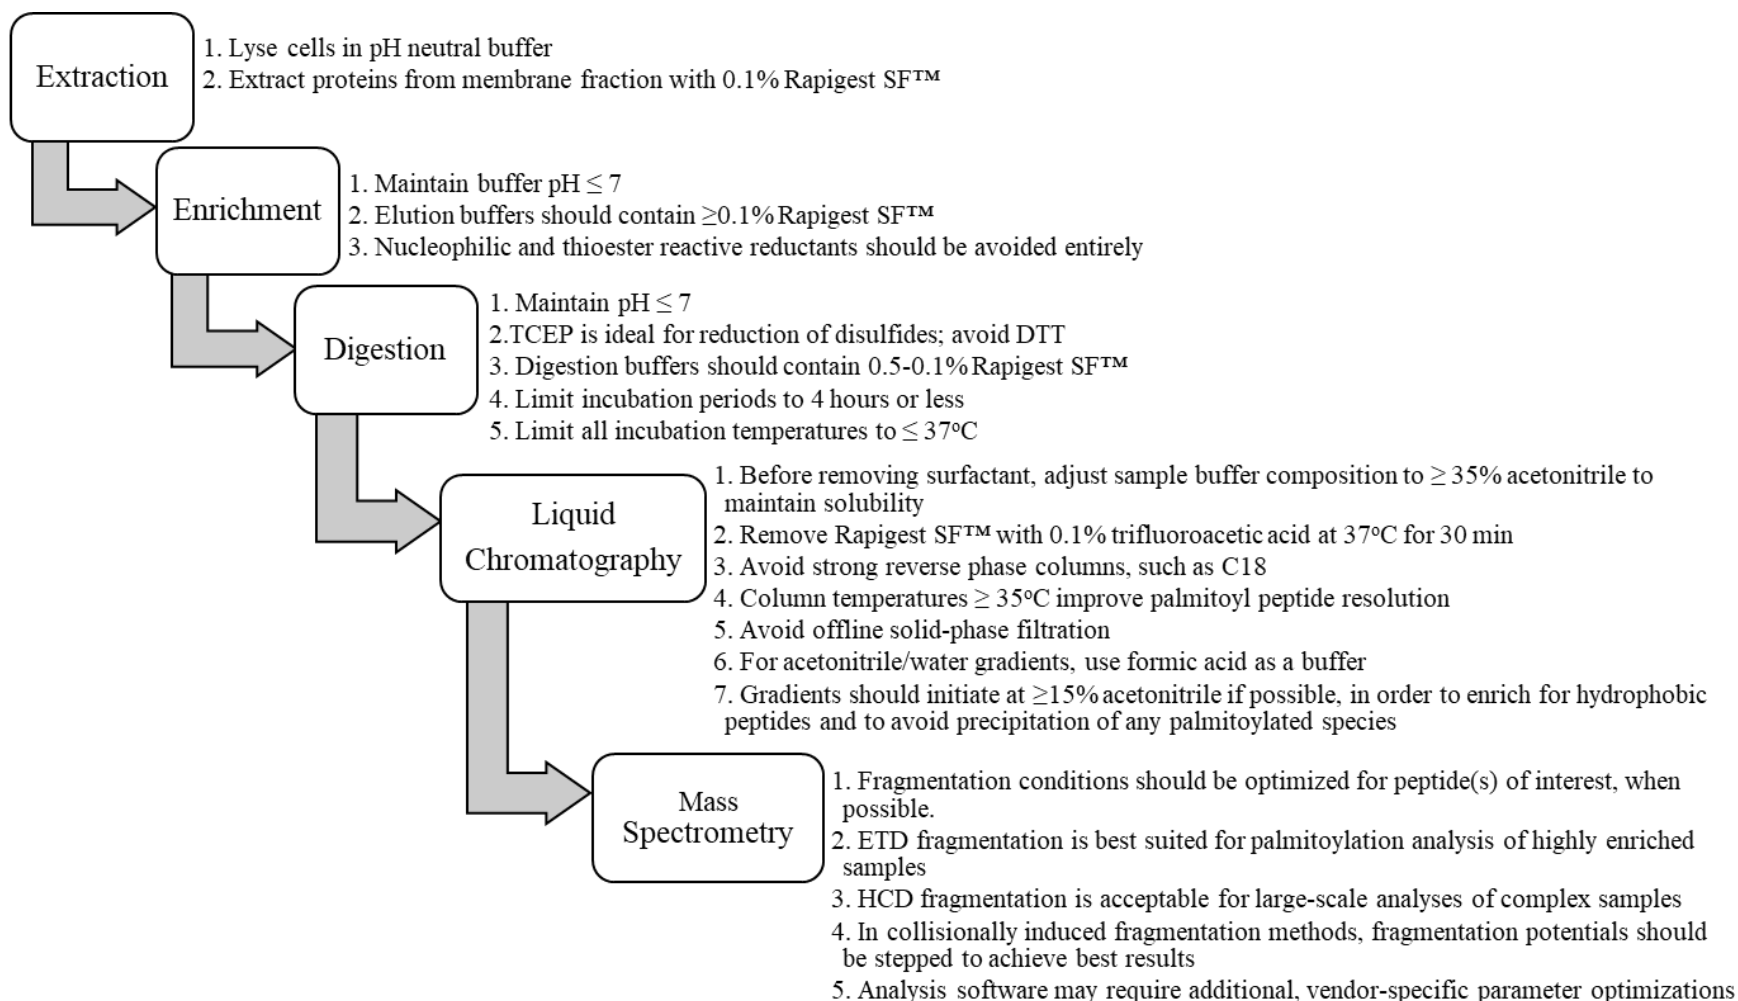 Extraction
1. Lyse cells in pH neutral buffer
2. Extract proteins from membrane fraction with 0.1% Rapigest SF™
Enrichment
1. Maintain buffer pH ≤ 7
2. Elution buffers should contain ≥0.1% Rapigest SF™
3. Nucleophilic and thioester reactive reductants should be avoided entirely
Digestion
1. Maintain pH ≤ 7
2.TCEP is ideal for reduction of disulfides; avoid DTT
3. Digestion buffers should contain 0.5-0.1% Rapigest SF™
4. Limit incubation periods to 4 hours or less
5. Limit all incubation temperatures to ≤ 37ºC
Liquid
Chromatography
1. Before removing surfactant, adjust sample buffer composition to ≥ 35% acetonitrile to
maintain solubility
2. Remove Rapigest SF™ with 0.1% trifluoroacetic acid at 37ºC for 30 min
3. Avoid strong reverse phase columns, such as C18
4. Column temperatures ≥ 35ºC improve palmitoyl peptide resolution
5. Avoid offline solid-phase filtration
6. For acetonitrile/water gradients, use formic acid as a buffer
7. Gradients should initiate at ≥15% acetonitrile if possible, in order to enrich for hydrophobic
peptides and to avoid precipitation of any palmitoylated species
Mass
Spectrometry
1. Fragmentation conditions should be optimized for peptide(s) of interest, when
possible.
2. ETD fragmentation is best suited for palmitoylation analysis of highly enriched
samples
3. HCD fragmentation is acceptable for large-scale analyses of complex samples
4. In collisionally induced fragmentation methods, fragmentation potentials should
be stepped to achieve best results
5. Analysis software may require additional, vendor-specific parameter optimizations